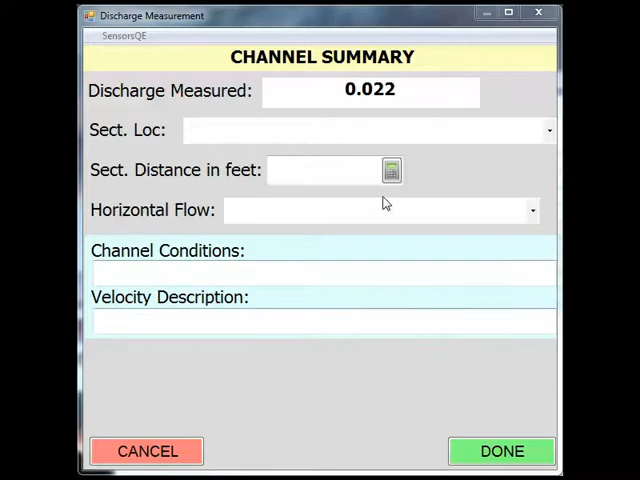 Discharge Measurement
SensorsQE
CHANNEL SUMMARY
Discharge Measured: 0.022
Sect. Loc:
Sect. Distance in feet:
Horizontal Flow:
Channel Conditions:
Velocity Description:
CANCEL DONE